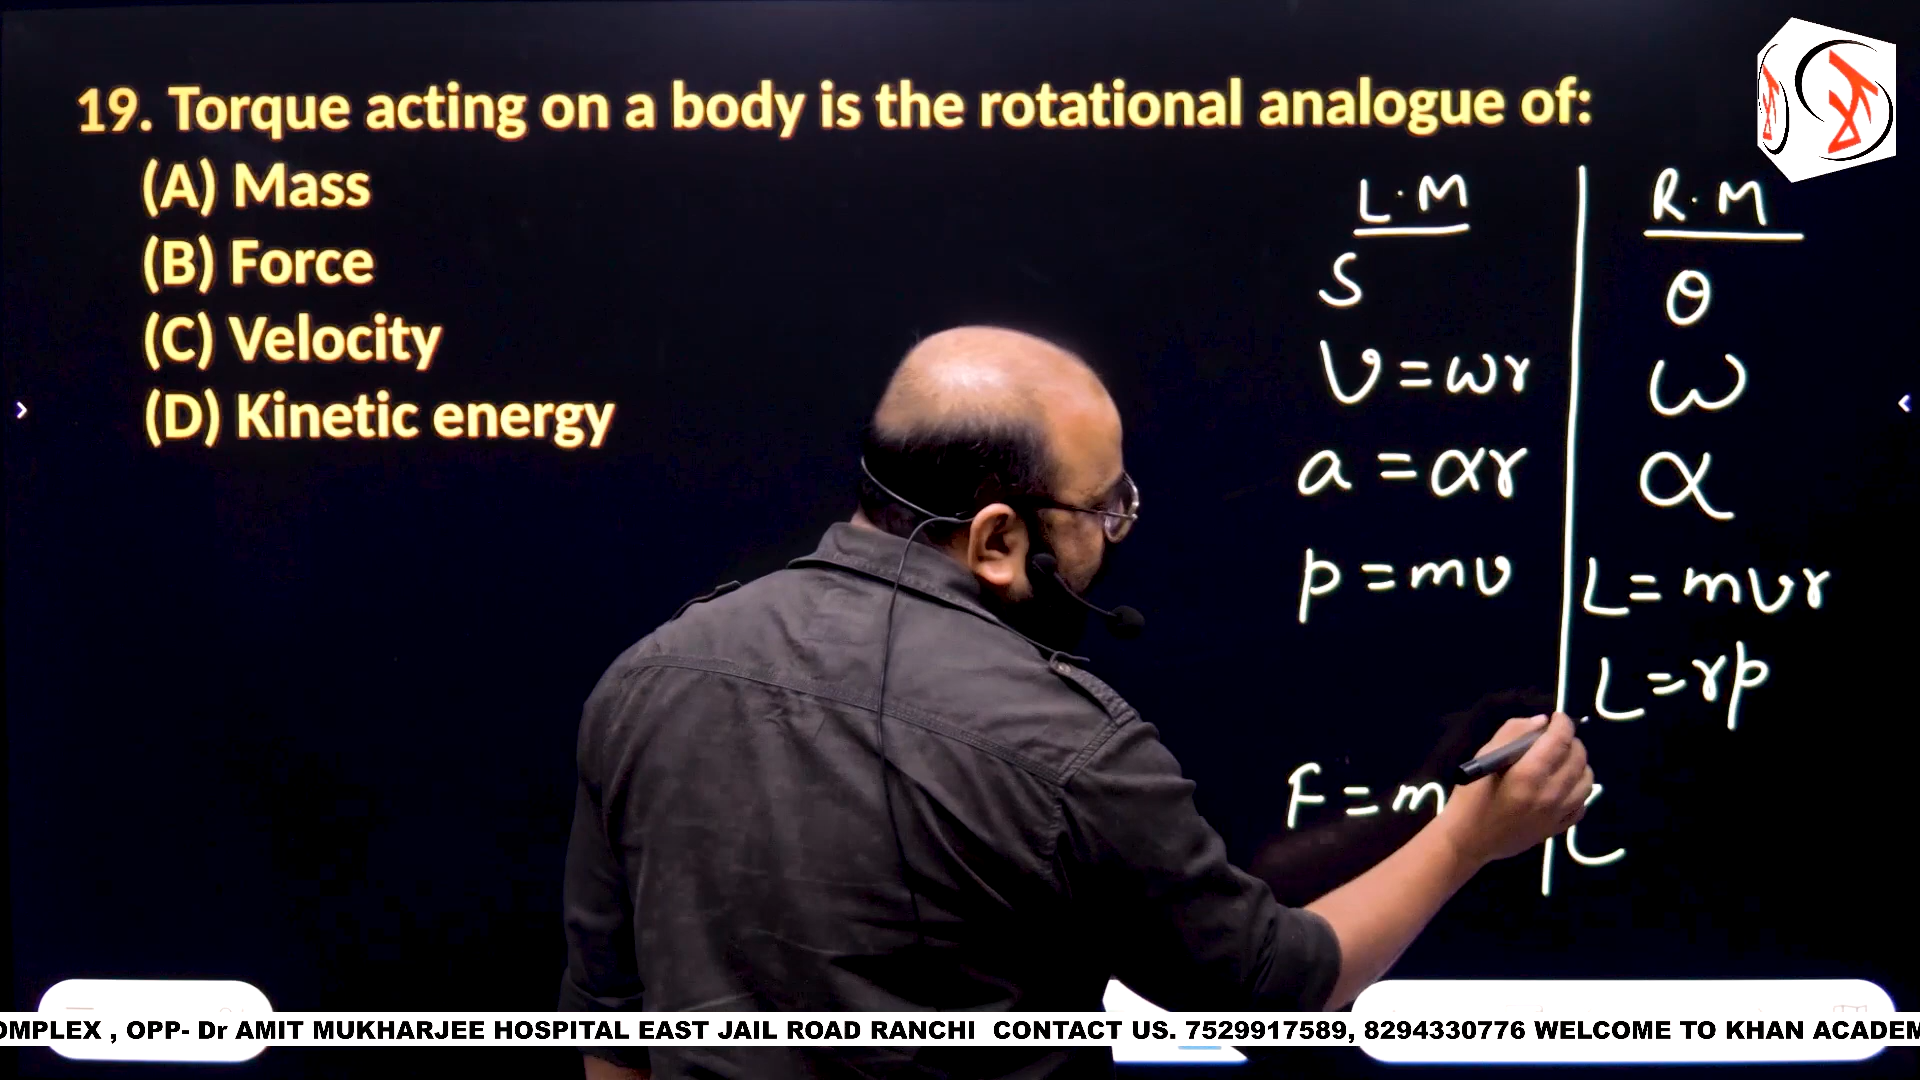 19. Torque acting on a body is the rotational analogue of:
(A) Mass
(B) Force
(C) Velocity
(D) Kinetic energy
L.M
R.M
S
θ
v = ωr
ω
a = αr
α
p = mv
L = mvr
L = rp
F = m
OMPLEX , OPP- Dr AMIT MUKHARJEE HOSPITAL EAST JAIL ROAD RANCHI CONTACT US. 7529917589, 8294330776 WELCOME TO KHAN ACADEM